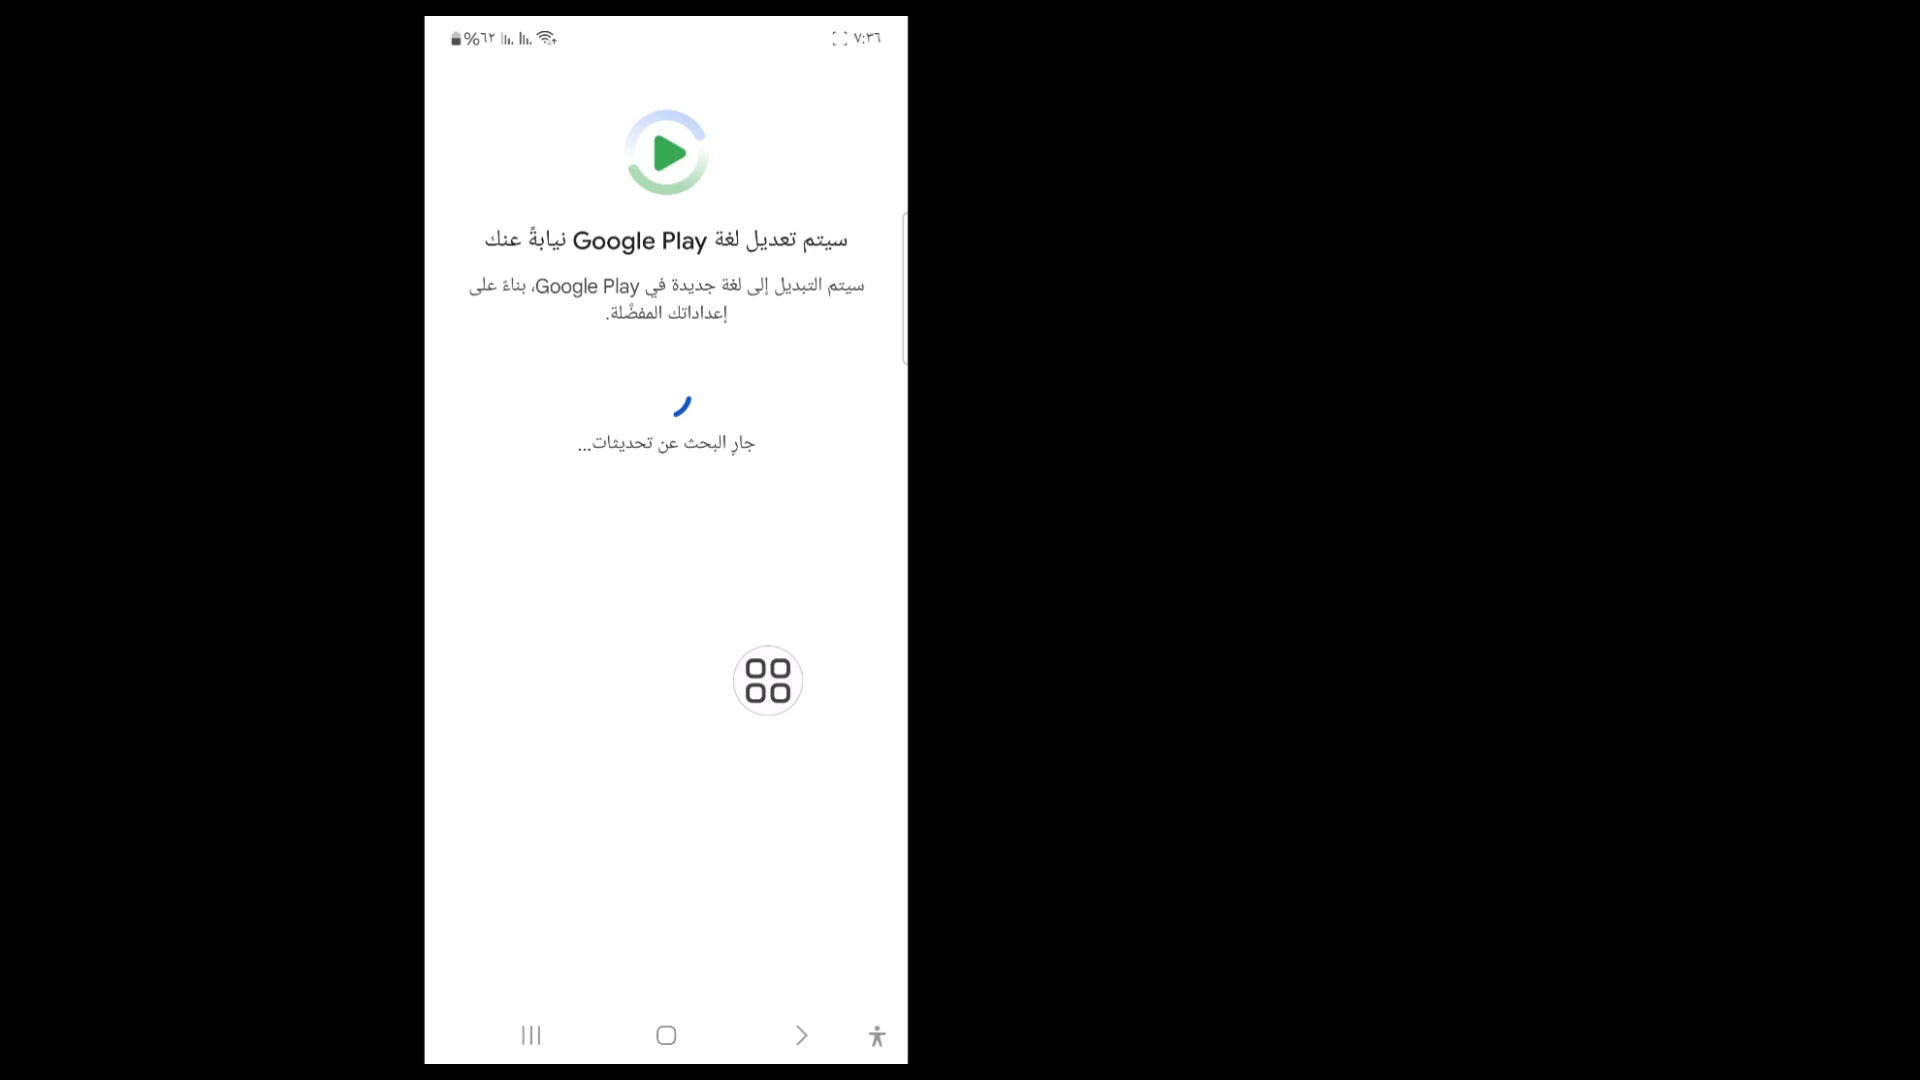 %٦٢
٧:٣٦
سيتم تعديل لغة Google Play نيابةً عنك
سيتم التبديل إلى لغة جديدة في Google Play، بناءً على
إعداداتك المفضَّلة.
جارٍ البحث عن تحديثات...